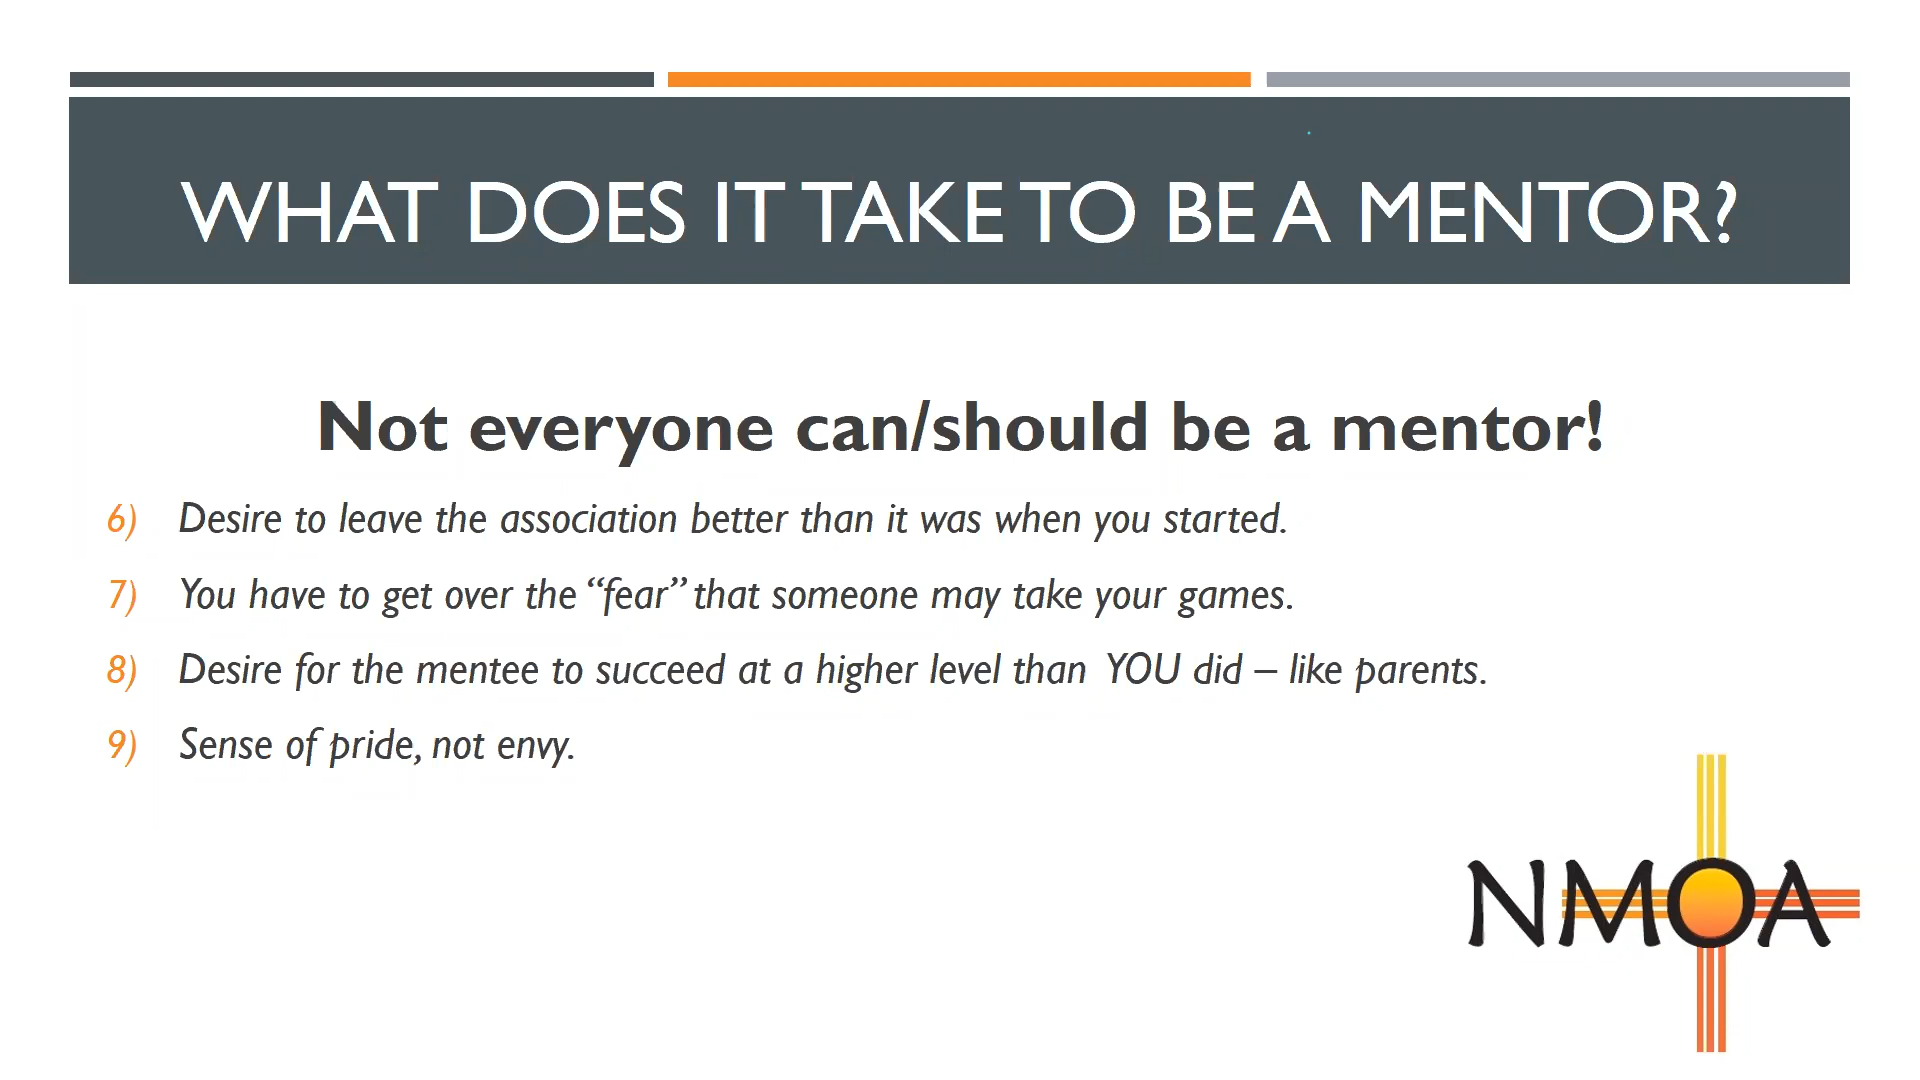 WHAT DOES IT TAKE TO BE A MENTOR?
Not everyone can/should be a mentor!
6) Desire to leave the association better than it was when you started.
7) You have to get over the “fear” that someone may take your games.
8) Desire for the mentee to succeed at a higher level than YOU did – like parents.
9) Sense of pride, not envy.
NMOA